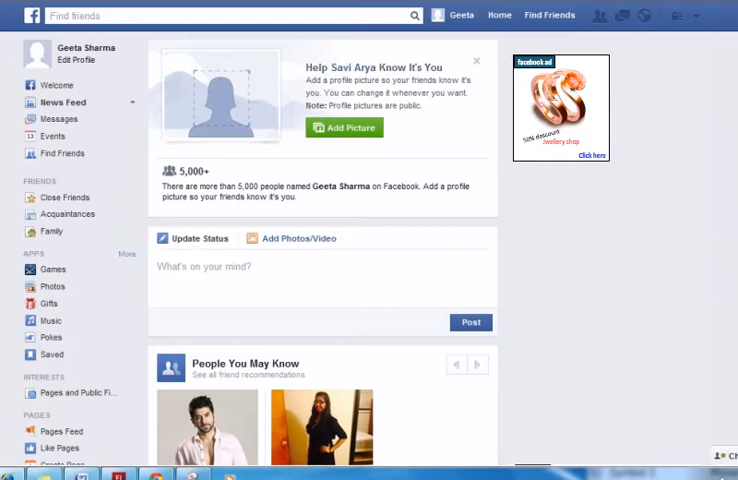 f
Find friends
Geeta
Home
Find Friends
Geeta Sharma
Edit Profile
Welcome
News Feed
Messages
13
Events
Find Friends
FRIENDS
Close Friends
Acquaintances
Family
APPS
More
Games
Photos
Gifts
Music
Pokes
Saved
INTERESTS
Pages and Public Fi...
PAGES
Pages Feed
Like Pages
Create Page
Help Savi Arya Know It's You
Add a profile picture so your friends know it's
you. You can change it whenever you want.
Note: Profile pictures are public.
Add Picture
5,000+
There are more than 5,000 people named Geeta Sharma on Facebook. Add a profile
picture so your friends know it's you.
Update Status
Add Photos/Video
What's on your mind?
Post
People You May Know
See all friend recommendations
facebook ad
50% descount
Jwellery shop
Click here
Ch